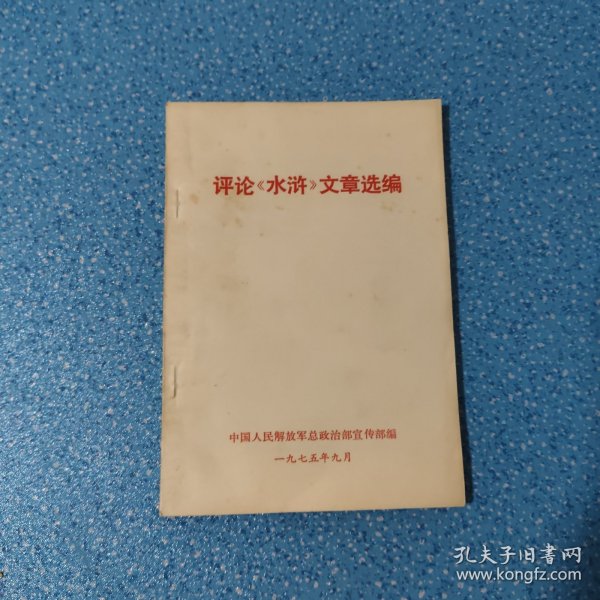 评论《水浒》文章选编
中国人民解放军总政治部宣传部编
一九七五年九月
孔夫子旧书网
www.kongfz.com